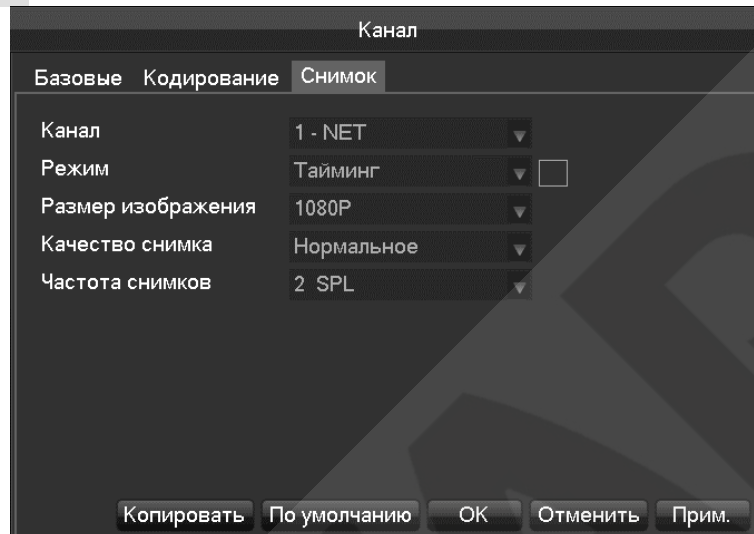 Канал
Базовые Кодирование Снимок
Канал 1 - NET
Режим Тайминг
Размер изображения 1080P
Качество снимка Нормальное
Частота снимков 2 SPL
Копировать По умолчанию OK Отменить Прим.